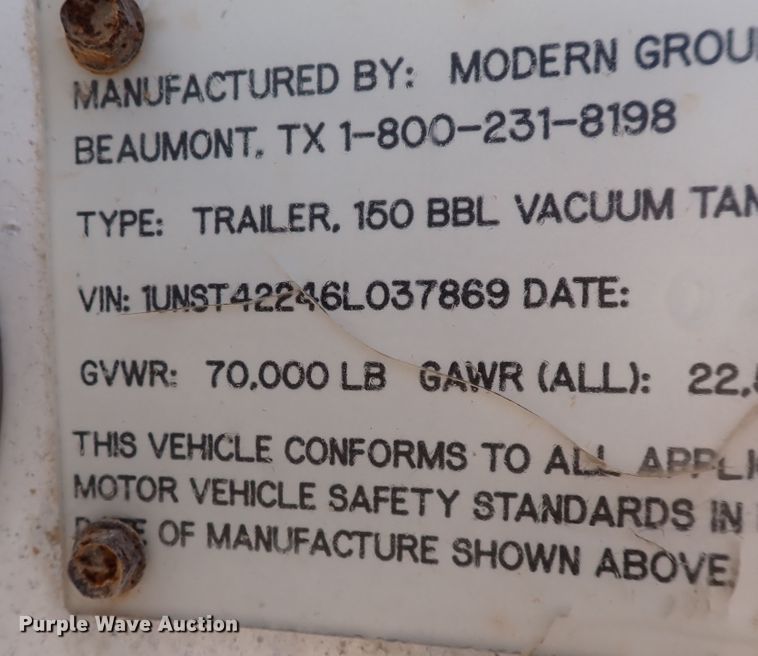 MANUFACTURED BY: MODERN GROU
BEAUMONT, TX 1-800-231-8198
TYPE: TRAILER, 150 BBL VACUUM TAN
VIN: 1UNST42246L037869 DATE:
GVWR: 70,000 LB GAWR (ALL): 22,5
THIS VEHICLE CONFORMS TO ALL APPLI
MOTOR VEHICLE SAFETY STANDARDS IN
OF MANUFACTURE SHOWN ABOVE.
Purple Wave Auction